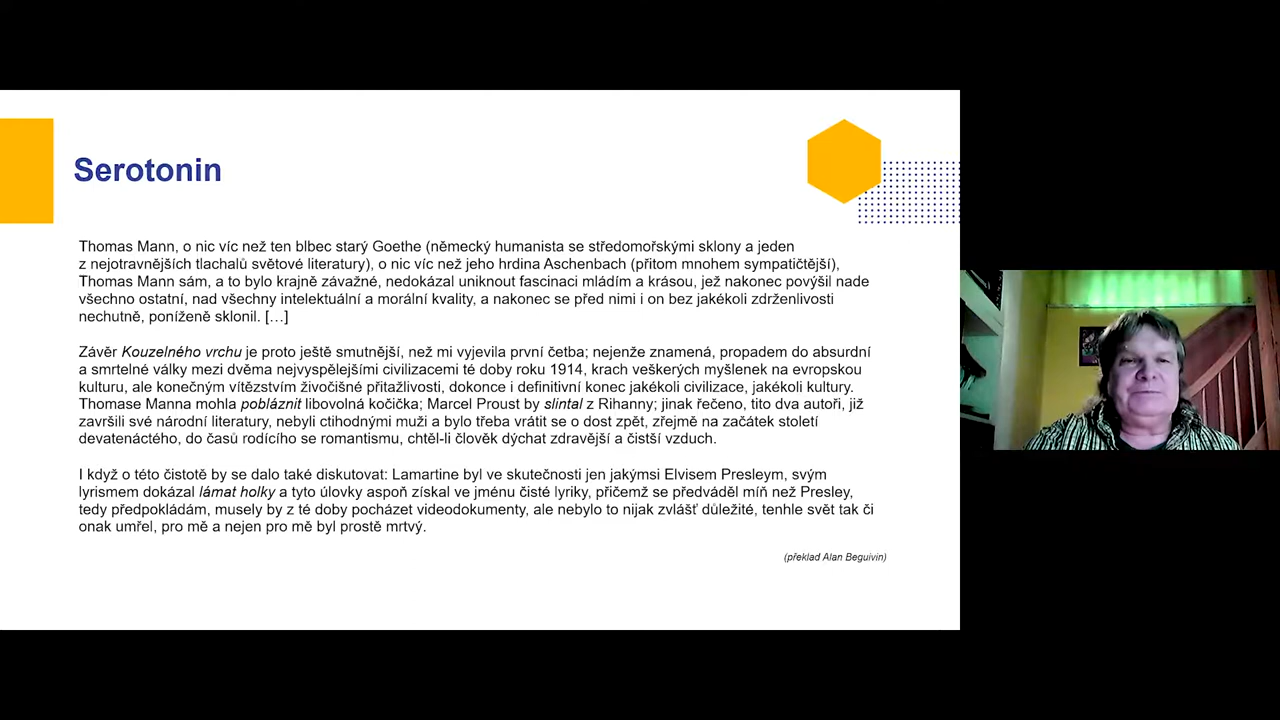 Serotonin
Thomas Mann, o nic víc než ten blbec starý Goethe (německý humanista se středomořskými sklony a jeden
z nejotravnějších tlachalů světové literatury), o nic víc než jeho hrdina Aschenbach (přitom mnohem sympatičtější),
Thomas Mann sám, a to bylo krajně závažné, nedokázal uniknout fascinaci mládím a krásou, jež nakonec povýšil nade
všechno ostatní, nad všechny intelektuální a morální kvality, a nakonec se před nimi i on bez jakékoli zdrženlivosti
nechutně, poníženě sklonil. […]
Závěr Kouzelného vrchu je proto ještě smutnější, než mi vyjevila první četba; nejenže znamená, propadem do absurdní
a smrtelné války mezi dvěma nejvyspělejšími civilizacemi té doby roku 1914, krach veškerých myšlenek na evropskou
kulturu, ale konečným vítězstvím živočišné přitažlivosti, dokonce i definitivní konec jakékoli civilizace, jakékoli kultury.
Thomase Manna mohla pobláznit libovolná kočička; Marcel Proust by slintal z Rihanny; jinak řečeno, tito dva autoři, již
završili své národní literatury, nebyli ctihodnými muži a bylo třeba vrátit se o dost zpět, zřejmě na začátek století
devatenáctého, do časů rodícího se romantismu, chtěl-li člověk dýchat zdravější a čistší vzduch.
I když o této čistotě by se dalo také diskutovat: Lamartine byl ve skutečnosti jen jakýmsi Elvisem Presleym, svým
lyrismem dokázal lámat holky a tyto úlovky aspoň získal ve jménu čisté lyriky, přičemž se předváděl míň než Presley,
tedy předpokládám, musely by z té doby pocházet videodokumenty, ale nebylo to nijak zvlášť důležité, tenhle svět tak či
onak umřel, pro mě a nejen pro mě byl prostě mrtvý.
(překlad Alan Beguivin)